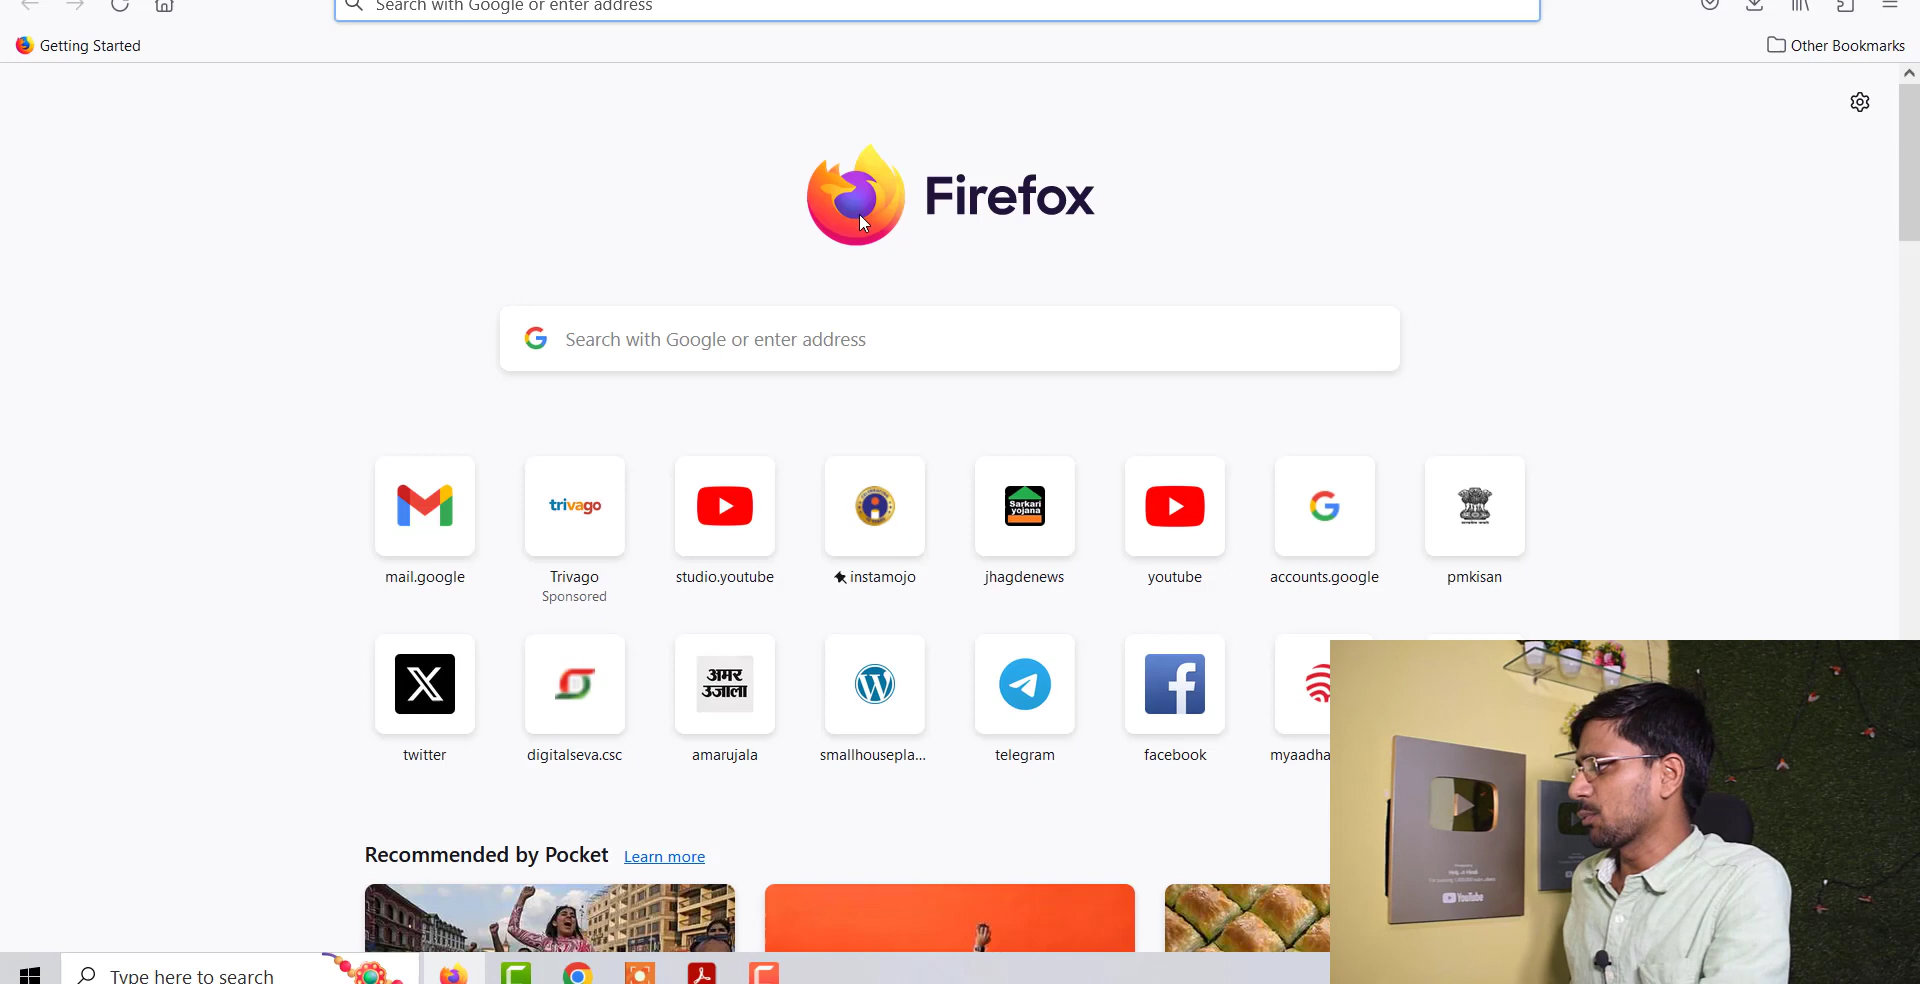 Search with Google or enter address
Getting Started
Other Bookmarks
Firefox
Search with Google or enter address
trivago
Sarkari
yojana
mail.google
Trivago
Sponsored
studio.youtube
instamojo
jhagdenews
youtube
accounts.google
pmkisan
अमर
उजाला
twitter
digitalseva.csc
amarujala
smallhousepla...
telegram
facebook
myaadha
Recommended by Pocket Learn more
YouTube
Type here to search